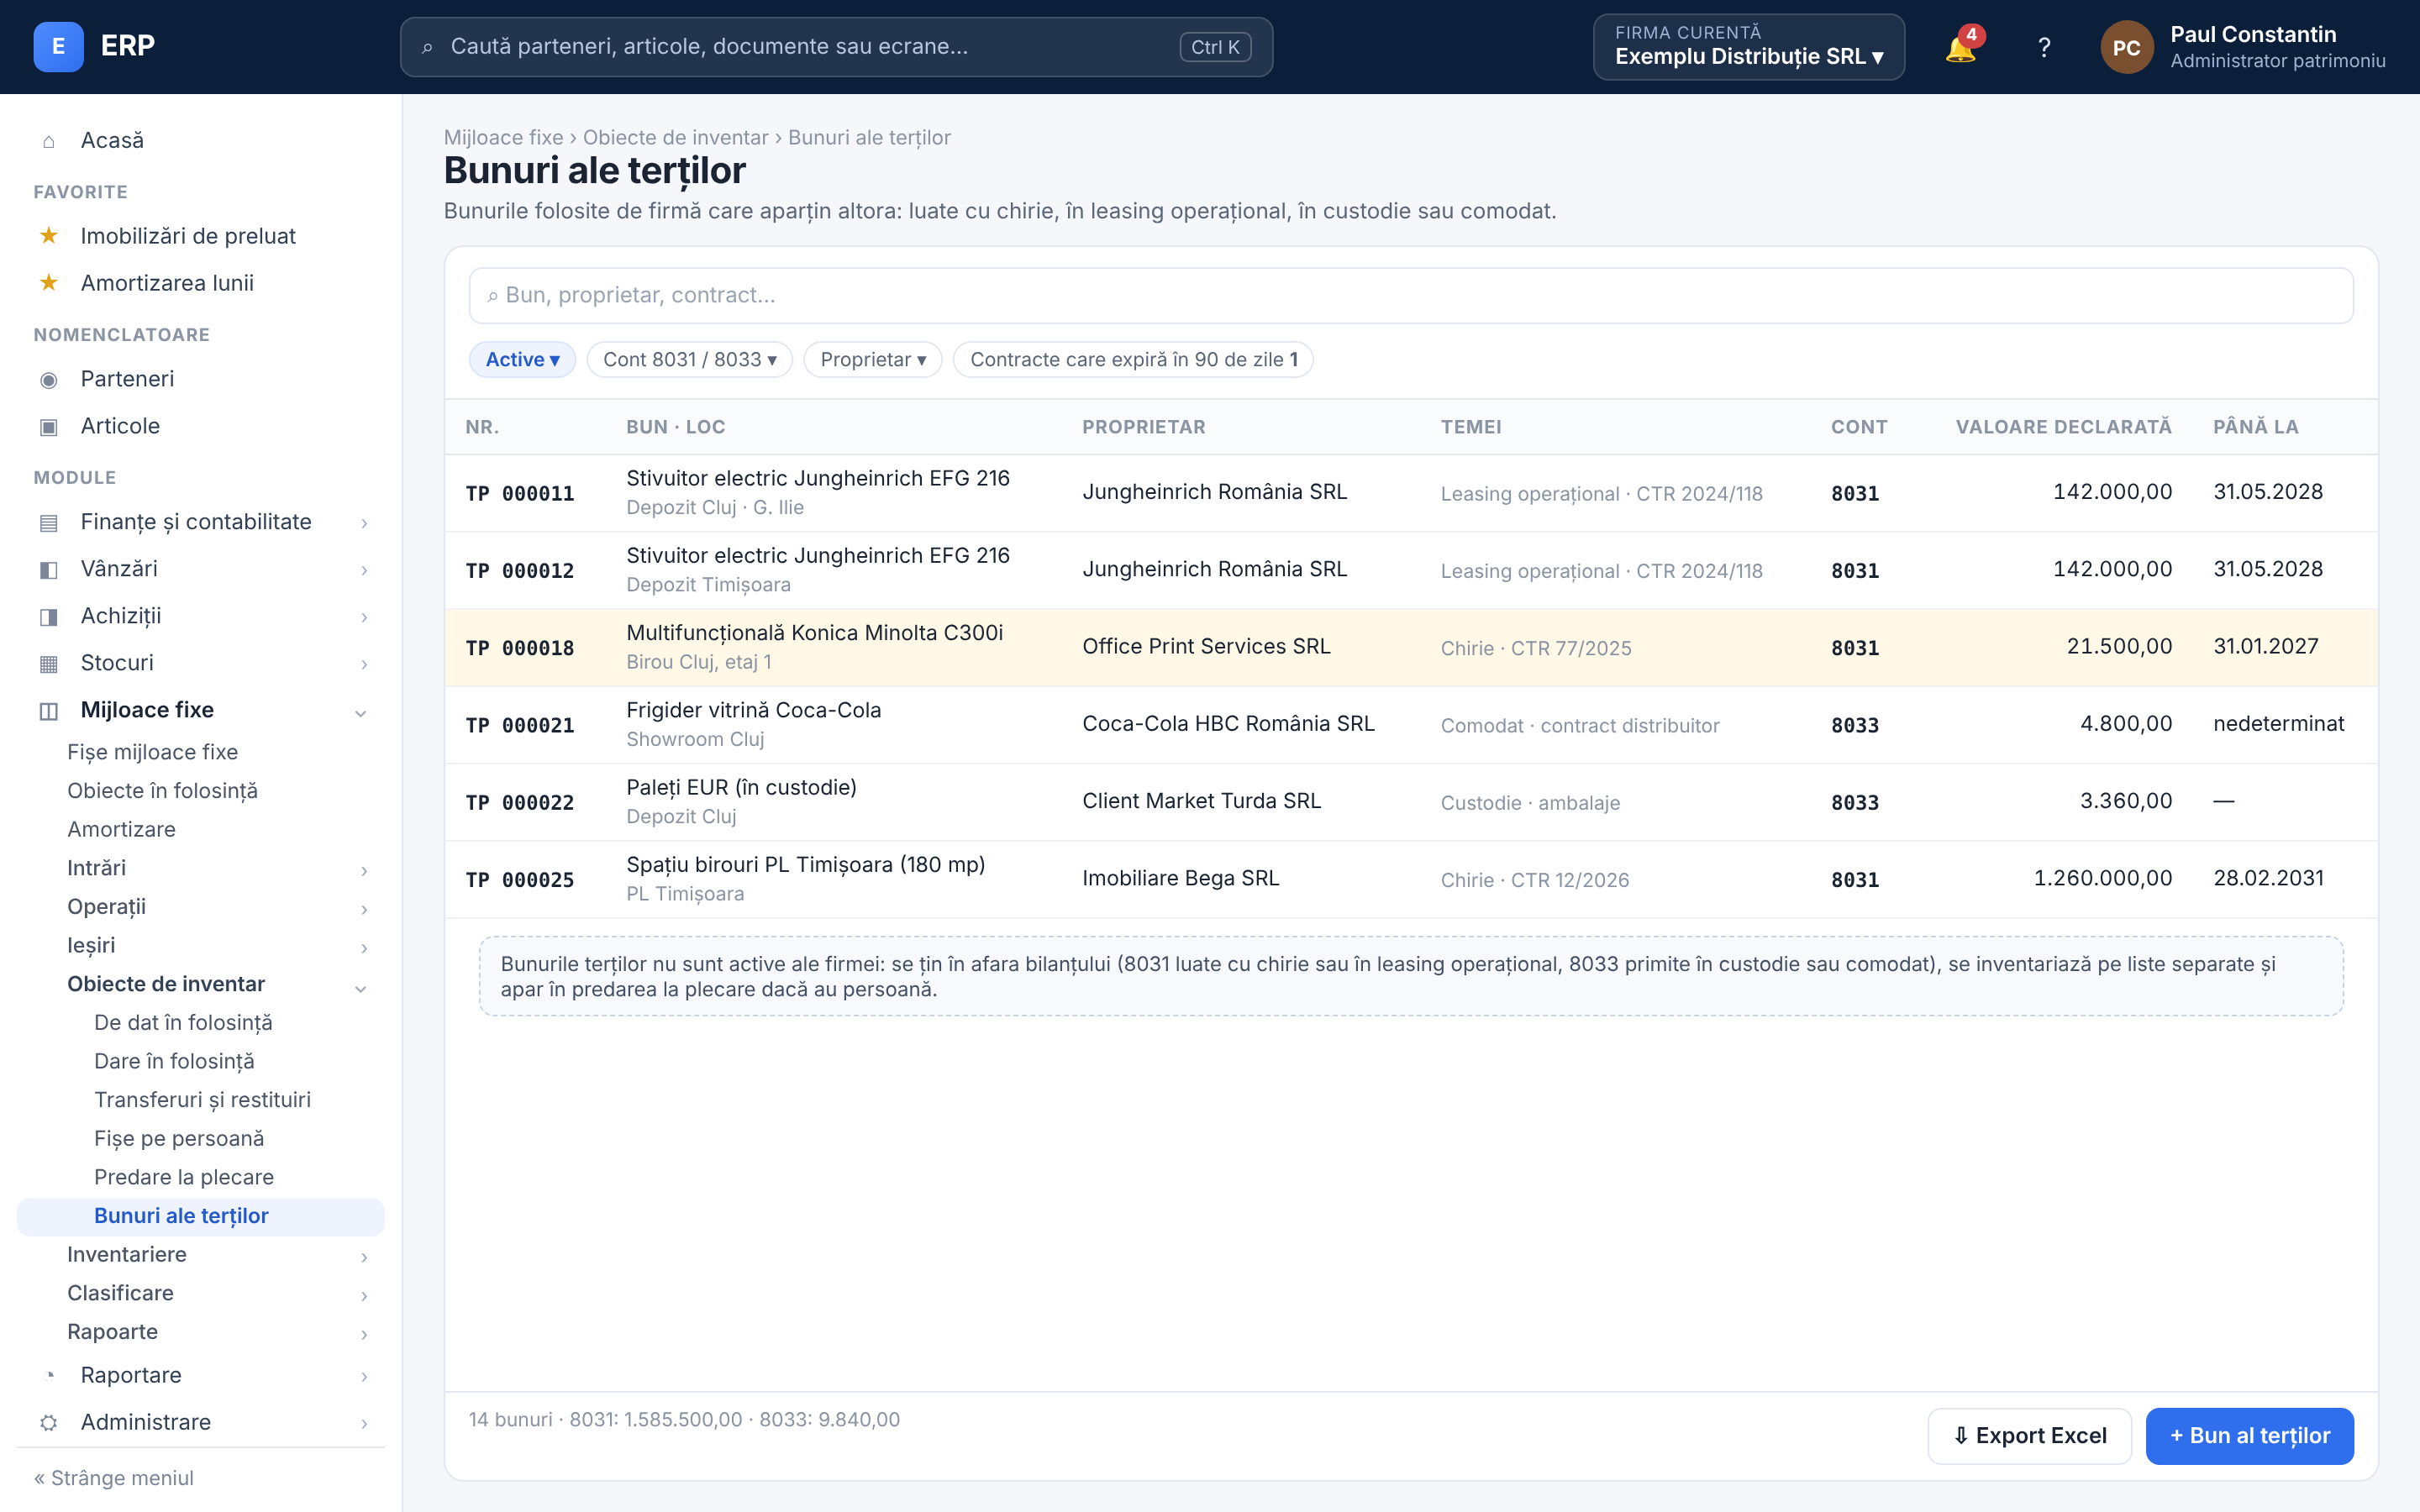 E ERP
Caută parteneri, articole, documente sau ecrane... Ctrl K
FIRMA CURENTĂ
Exemplu Distribuție SRL ▾
4
?
PC
Paul Constantin
Administrator patrimoniu
Acasă
FAVORITE
★ Imobilizări de preluat
★ Amortizarea lunii
NOMENCLATOARE
Parteneri
Articole
MODULE
Finanțe și contabilitate ›
Vânzări ›
Achiziții ›
Stocuri ›
Mijloace fixe
Fișe mijloace fixe
Obiecte în folosință
Amortizare
Intrări ›
Operații ›
Ieșiri ›
Obiecte de inventar
De dat în folosință
Dare în folosință
Transferuri și restituiri
Fișe pe persoană
Predare la plecare
Bunuri ale terților
Inventariere ›
Clasificare ›
Rapoarte ›
Raportare ›
Administrare ›
« Strânge meniul
Mijloace fixe › Obiecte de inventar › Bunuri ale terților
Bunuri ale terților
Bunurile folosite de firmă care aparțin altora: luate cu chirie, în leasing operațional, în custodie sau comodat.
Bun, proprietar, contract...
Active ▾ Cont 8031 / 8033 ▾ Proprietar ▾ Contracte care expiră în 90 de zile 1
NR. BUN · LOC PROPRIETAR TEMEI CONT VALOARE DECLARATĂ PÂNĂ LA
TP 000011 Stivuitor electric Jungheinrich EFG 216 Jungheinrich România SRL Leasing operațional · CTR 2024/118 8031 142.000,00 31.05.2028
Depozit Cluj · G. Ilie
TP 000012 Stivuitor electric Jungheinrich EFG 216 Jungheinrich România SRL Leasing operațional · CTR 2024/118 8031 142.000,00 31.05.2028
Depozit Timișoara
TP 000018 Multifuncțională Konica Minolta C300i Office Print Services SRL Chirie · CTR 77/2025 8031 21.500,00 31.01.2027
Birou Cluj, etaj 1
TP 000021 Frigider vitrină Coca-Cola Coca-Cola HBC România SRL Comodat · contract distribuitor 8033 4.800,00 nedeterminat
Showroom Cluj
TP 000022 Paleți EUR (în custodie) Client Market Turda SRL Custodie · ambalaje 8033 3.360,00 —
Depozit Cluj
TP 000025 Spațiu birouri PL Timișoara (180 mp) Imobiliare Bega SRL Chirie · CTR 12/2026 8031 1.260.000,00 28.02.2031
PL Timișoara
Bunurile terților nu sunt active ale firmei: se țin în afara bilanțului (8031 luate cu chirie sau în leasing operațional, 8033 primite în custodie sau comodat), se inventariază pe liste separate și
apar în predarea la plecare dacă au persoană.
14 bunuri · 8031: 1.585.500,00 · 8033: 9.840,00
⇩ Export Excel
+ Bun al terților